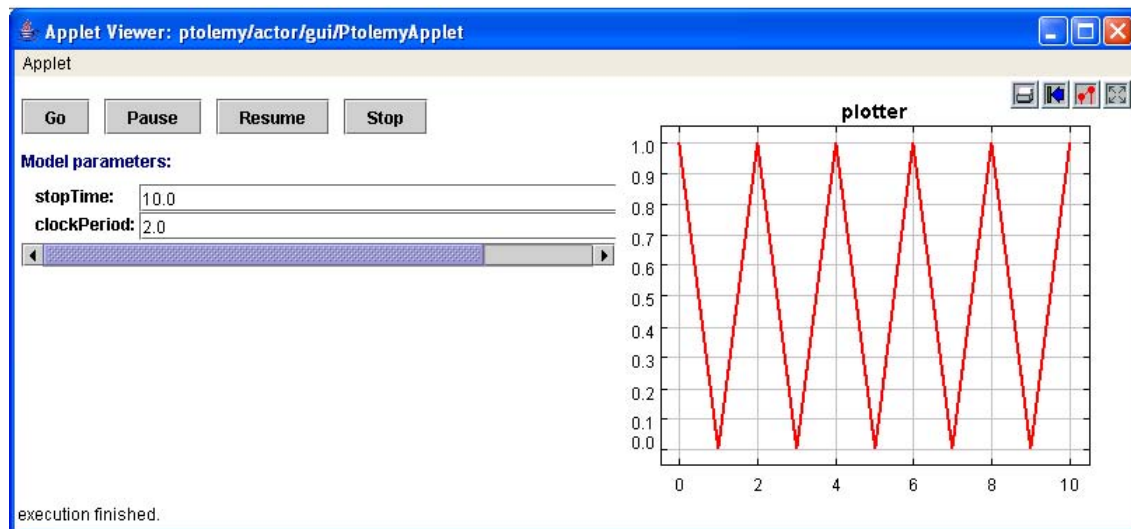 Applet Viewer: ptolemy/actor/gui/PtolemyApplet
Applet
Go Pause Resume Stop
Model parameters:
stopTime: 10.0
clockPeriod: 2.0
plotter
1.0
0.9
0.8
0.7
0.6
0.5
0.4
0.3
0.2
0.1
0.0
0 2 4 6 8 10
execution finished.